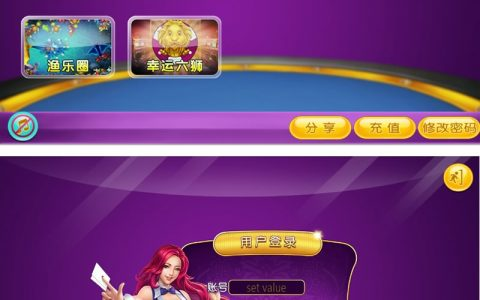 渔乐圈
幸运六狮
分享 充值 修改密码
用户登录
账号 set value